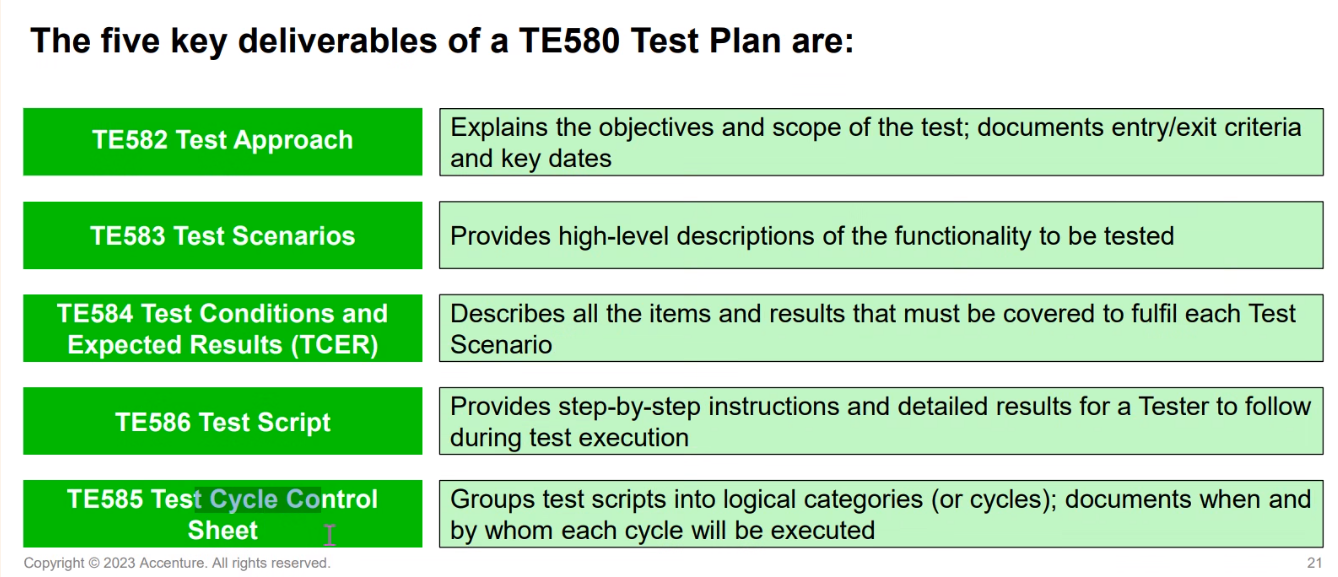 The five key deliverables of a TE580 Test Plan are:
TE582 Test Approach
Explains the objectives and scope of the test; documents entry/exit criteria
and key dates
TE583 Test Scenarios
Provides high-level descriptions of the functionality to be tested
TE584 Test Conditions and
Expected Results (TCER)
Describes all the items and results that must be covered to fulfil each Test
Scenario
TE586 Test Script
Provides step-by-step instructions and detailed results for a Tester to follow
during test execution
TE585 Test Cycle Control
Sheet
Groups test scripts into logical categories (or cycles); documents when and
by whom each cycle will be executed
Copyright © 2023 Accenture. All rights reserved.
21